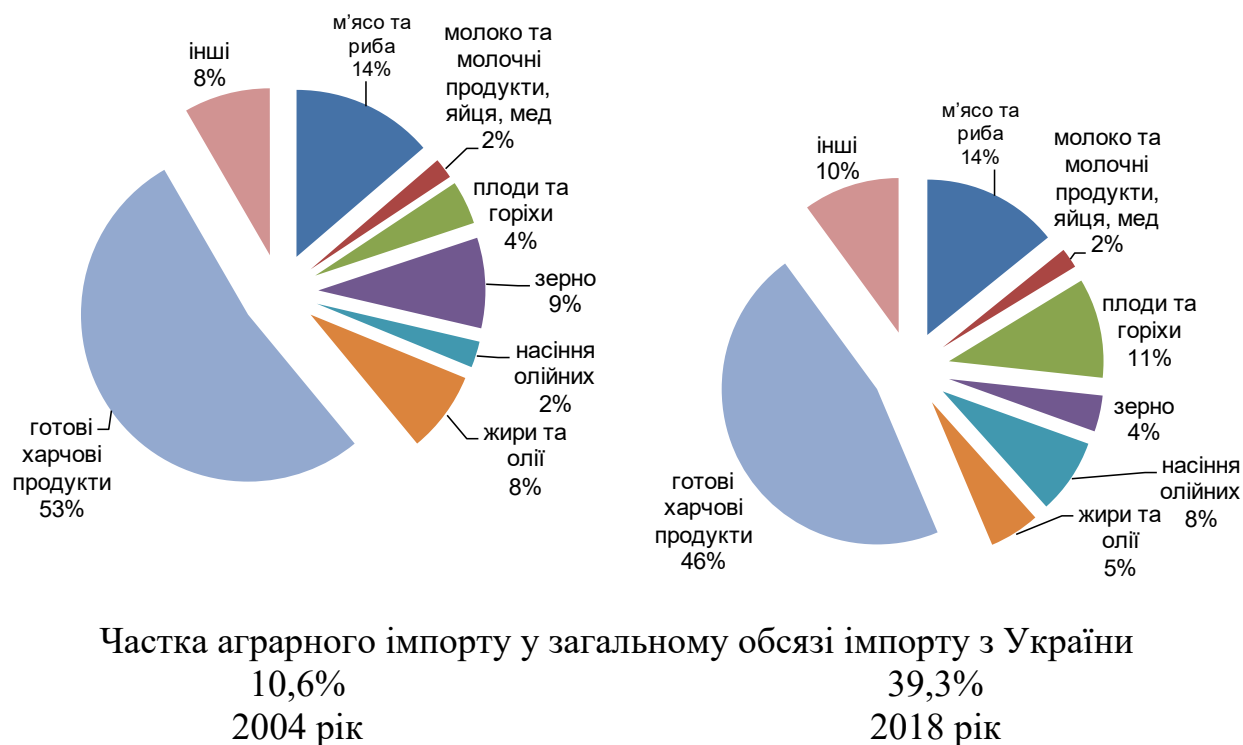 інші
8%
м’ясо та
риба
14%
молоко та
молочні
продукти,
яйця, мед
2%
плоди та
горіхи
4%
зерно
9%
насіння
олійних
2%
жири та
олії
8%
готові
харчові
продукти
53%
інші
10%
м’ясо та
риба
14%
молоко та
молочні
продукти,
яйця, мед
2%
плоди та
горіхи
11%
зерно
4%
насіння
олійних
8%
жири та
олії
5%
готові
харчові
продукти
46%
Частка аграрного імпорту у загальному обсязі імпорту з України
10,6% 39,3%
2004 рік 2018 рік